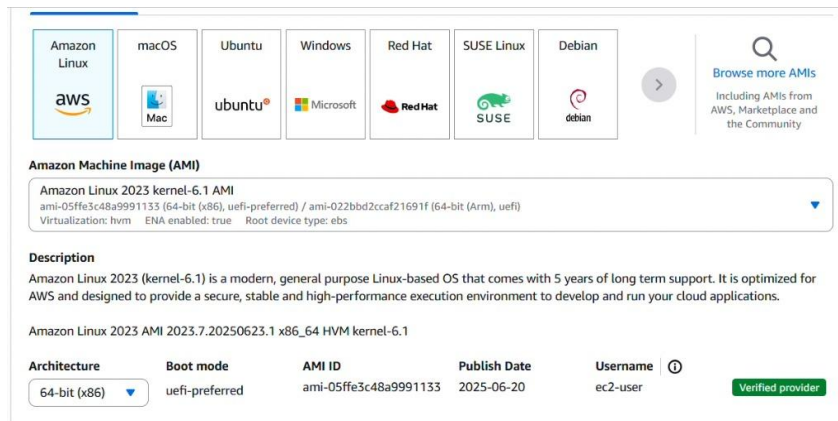 Amazon Linux
aws
macOS
Mac
Ubuntu
ubuntu®
Windows
Microsoft
Red Hat
Red Hat
SUSE Linux
SUSE
Debian
debian
Browse more AMIs
Including AMIs from
AWS, Marketplace and
the Community
Amazon Machine Image (AMI)
Amazon Linux 2023 kernel-6.1 AMI
ami-05ffe3c48a9991133 (64-bit (x86), uefi-preferred) / ami-022bbd2ccaf21691f (64-bit (Arm), uefi)
Virtualization: hvm ENA enabled: true Root device type: ebs
Description
Amazon Linux 2023 (kernel-6.1) is a modern, general purpose Linux-based OS that comes with 5 years of long term support. It is optimized for
AWS and designed to provide a secure, stable and high-performance execution environment to develop and run your cloud applications.
Amazon Linux 2023 AMI 2023.7.20250623.1 x86_64 HVM kernel-6.1
Architecture Boot mode AMI ID Publish Date Username
64-bit (x86) uefi-preferred ami-05ffe3c48a9991133 2025-06-20 ec2-user Verified provider